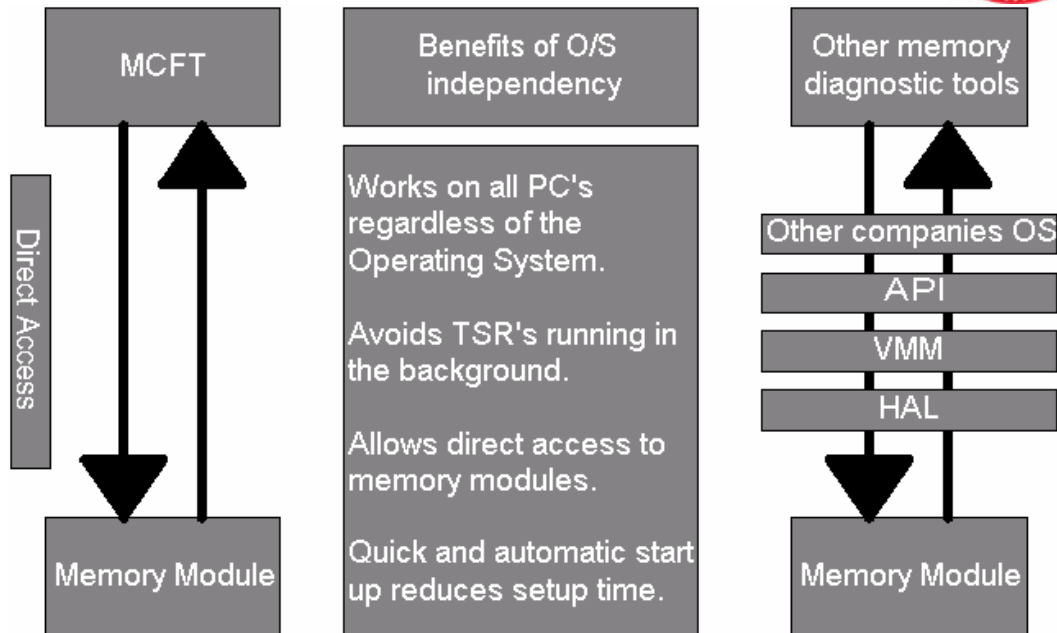 MCFT
Direct Access
Memory Module
Benefits of O/S
independency
Works on all PC's
regardless of the
Operating System.
Avoids TSR's running in
the background.
Allows direct access to
memory modules.
Quick and automatic start
up reduces setup time.
Other memory
diagnostic tools
Other companies OS
API
VMM
HAL
Memory Module